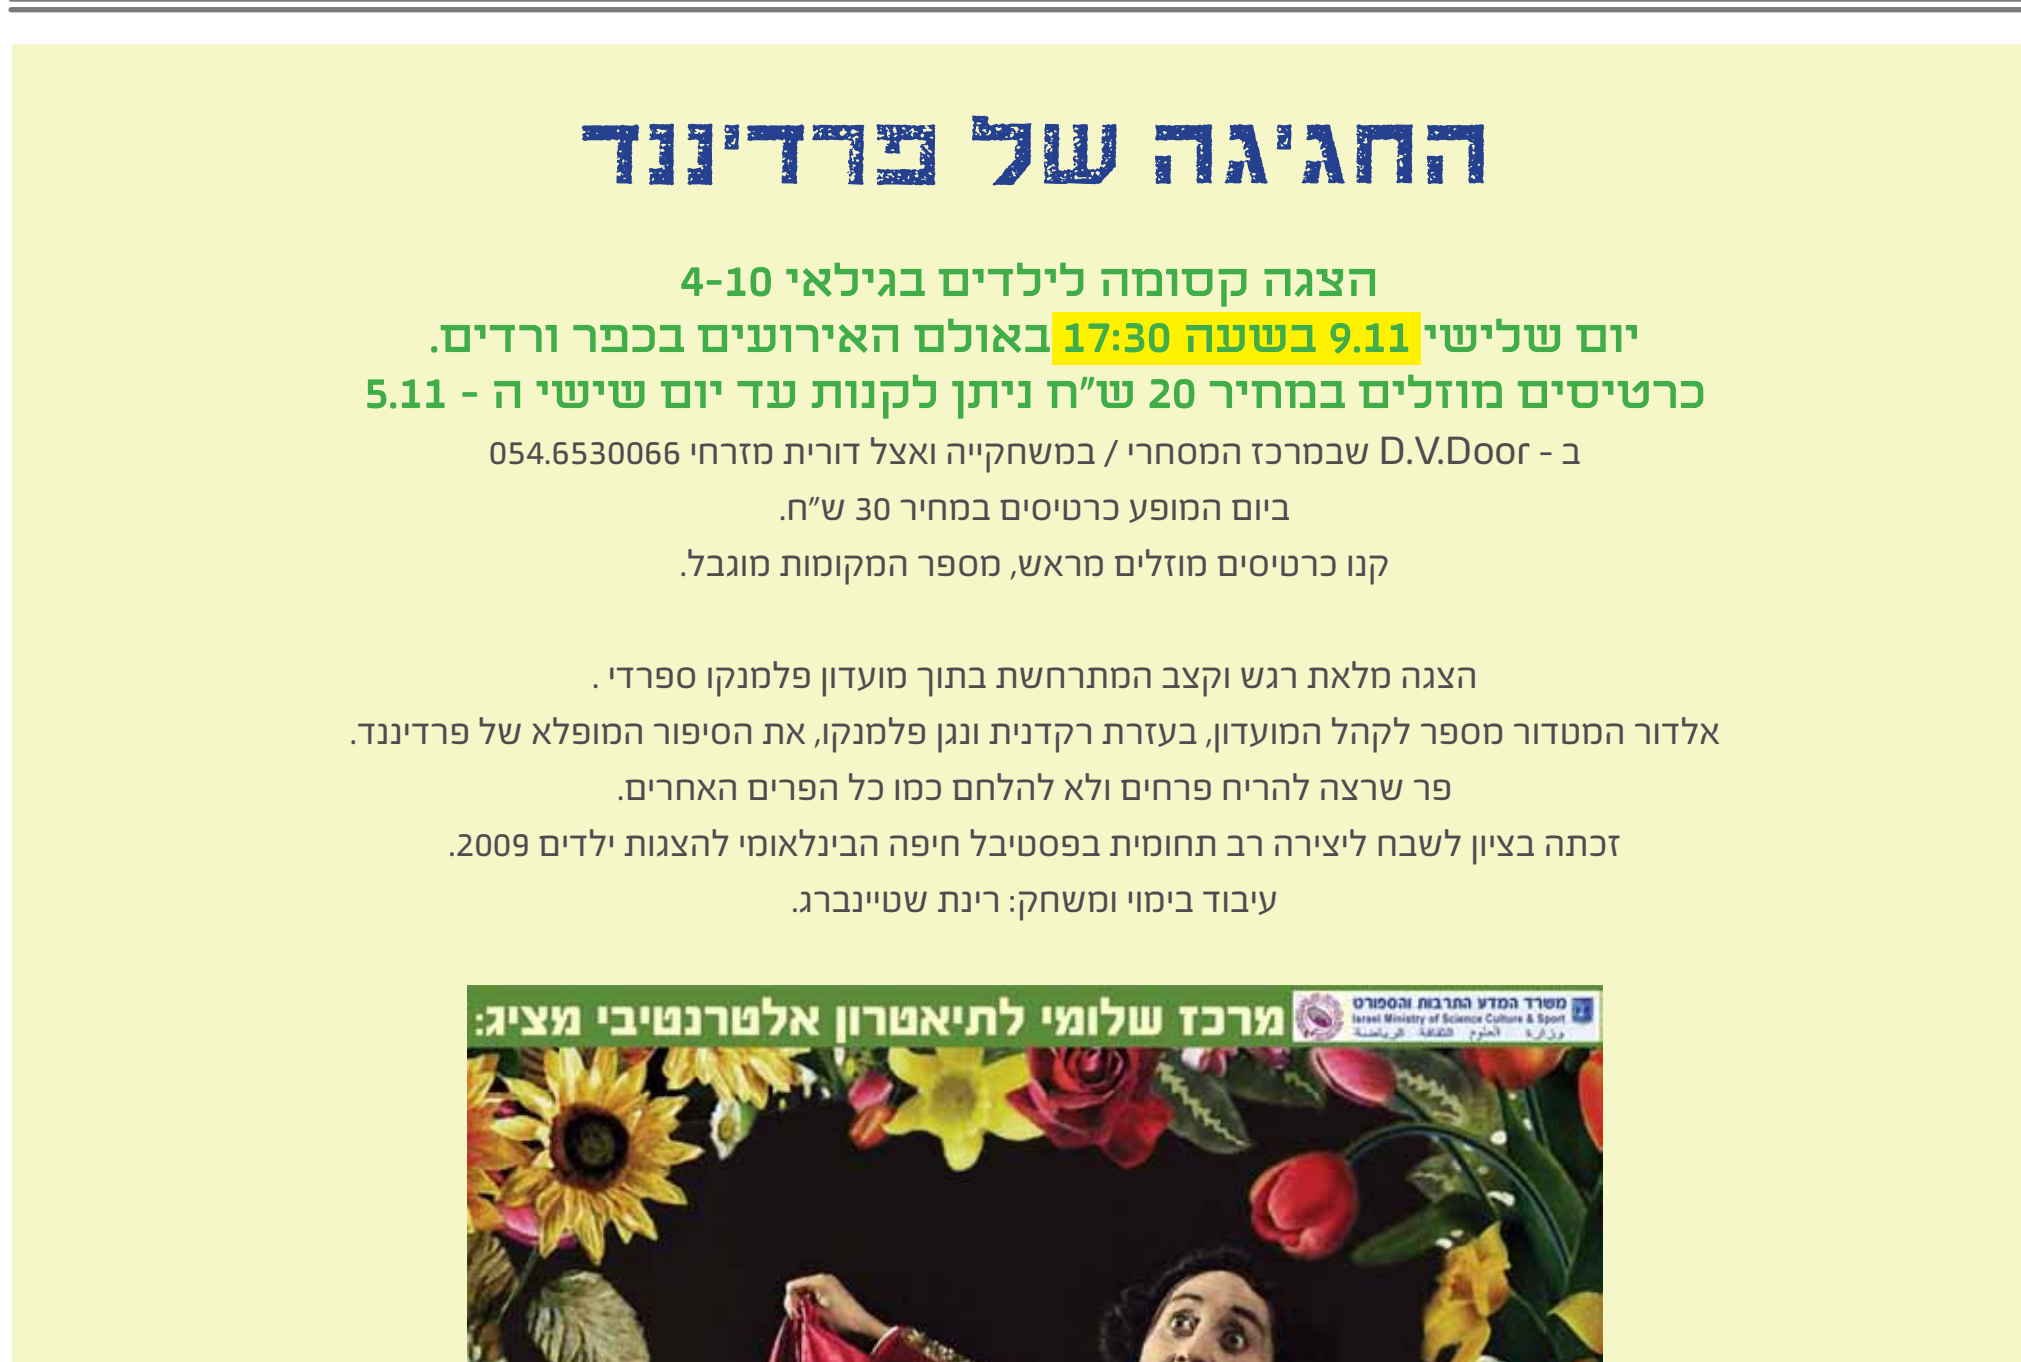 החגיגה של פרדיננד
הצגה קסומה לילדים בגילאי 4-10
יום שלישי 9.11 בשעה 17:30 באולם האירועים בכפר ורדים.
כרטיסים מוזלים במחיר 20 ש"ח ניתן לקנות עד יום שישי ה - 5.11
ב - D.V.Door שבמרכז המסחרי / במשחקייה ואצל דורית מזרחי 054.6530066
ביום המופע כרטיסים במחיר 30 ש"ח.
קנו כרטיסים מוזלים מראש, מספר המקומות מוגבל.
הצגה מלאת רגש וקצב המתרחשת בתוך מועדון פלמנקו ספרדי .
אלדור המטדור מספר לקהל המועדון, בעזרת רקדנית ונגן פלמנקו, את הסיפור המופלא של פרדיננד.
פר שרצה להריח פרחים ולא להלחם כמו כל הפרים האחרים.
זכתה בציון לשבח ליצירה רב תחומית בפסטיבל חיפה הבינלאומי להצגות ילדים 2009.
עיבוד בימוי ומשחק: רינת שטיינברג.
משרד המדע התרבות והספורט
Israel Ministry of Science Culture & Sport
وزارة العلوم الثقافة الرياضة
מרכז שלומי לתיאטרון אלטרנטיבי מציג: